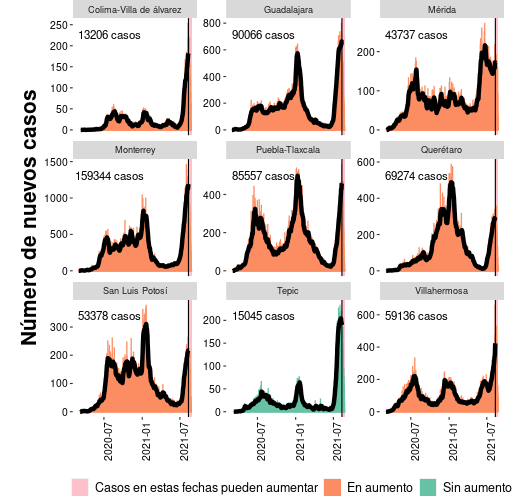 Colima-Villa de álvarez
Guadalajara
Mérida
13206 casos
90066 casos
43737 casos
250
200
150
100
50
0
800
600
400
200
0
200
100
0
Número de nuevos casos
Monterrey
Puebla-Tlaxcala
Querétaro
159344 casos
85557 casos
69274 casos
1500
1000
500
0
400
200
0
600
400
200
0
San Luis Potosí
Tepic
Villahermosa
53378 casos
15045 casos
59136 casos
300
200
100
0
200
150
100
50
0
600
400
200
0
2020-07
2021-01
2021-07
2020-07
2021-01
2021-07
2020-07
2021-01
2021-07
Casos en estas fechas pueden aumentar
En aumento
Sin aumento